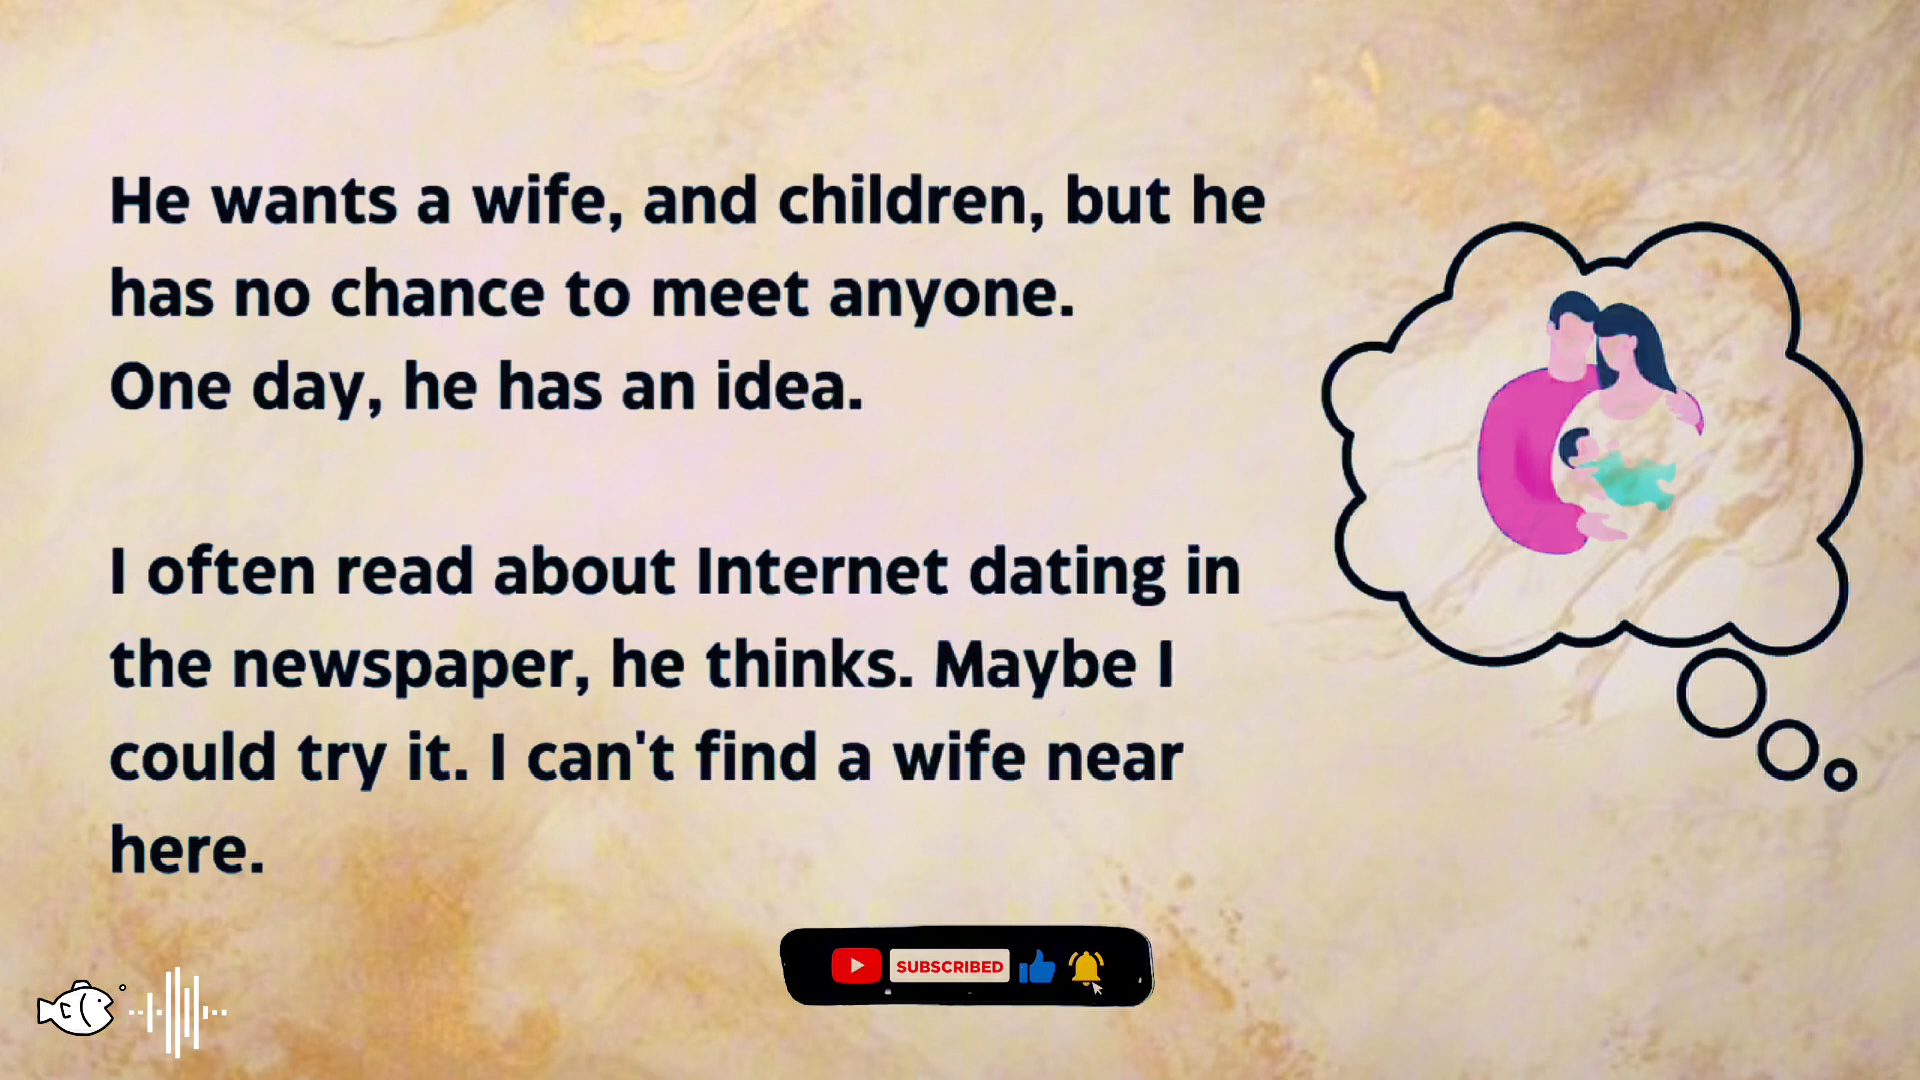 He wants a wife, and children, but he
has no chance to meet anyone.
One day, he has an idea.
I often read about Internet dating in
the newspaper, he thinks. Maybe I
could try it. I can't find a wife near
here.
SUBSCRIBED